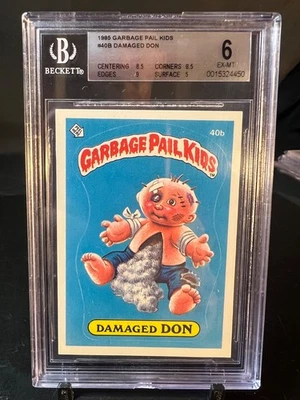 1985 GARBAGE PAIL KIDS
#40B DAMAGED DON
6
EX-MT
CENTERING 8.5 CORNERS 8.5
EDGES 9 SURFACE 5
0015324450
B
BECKETT
40b
GARBAGE PAIL KIDS
DAMAGED DON